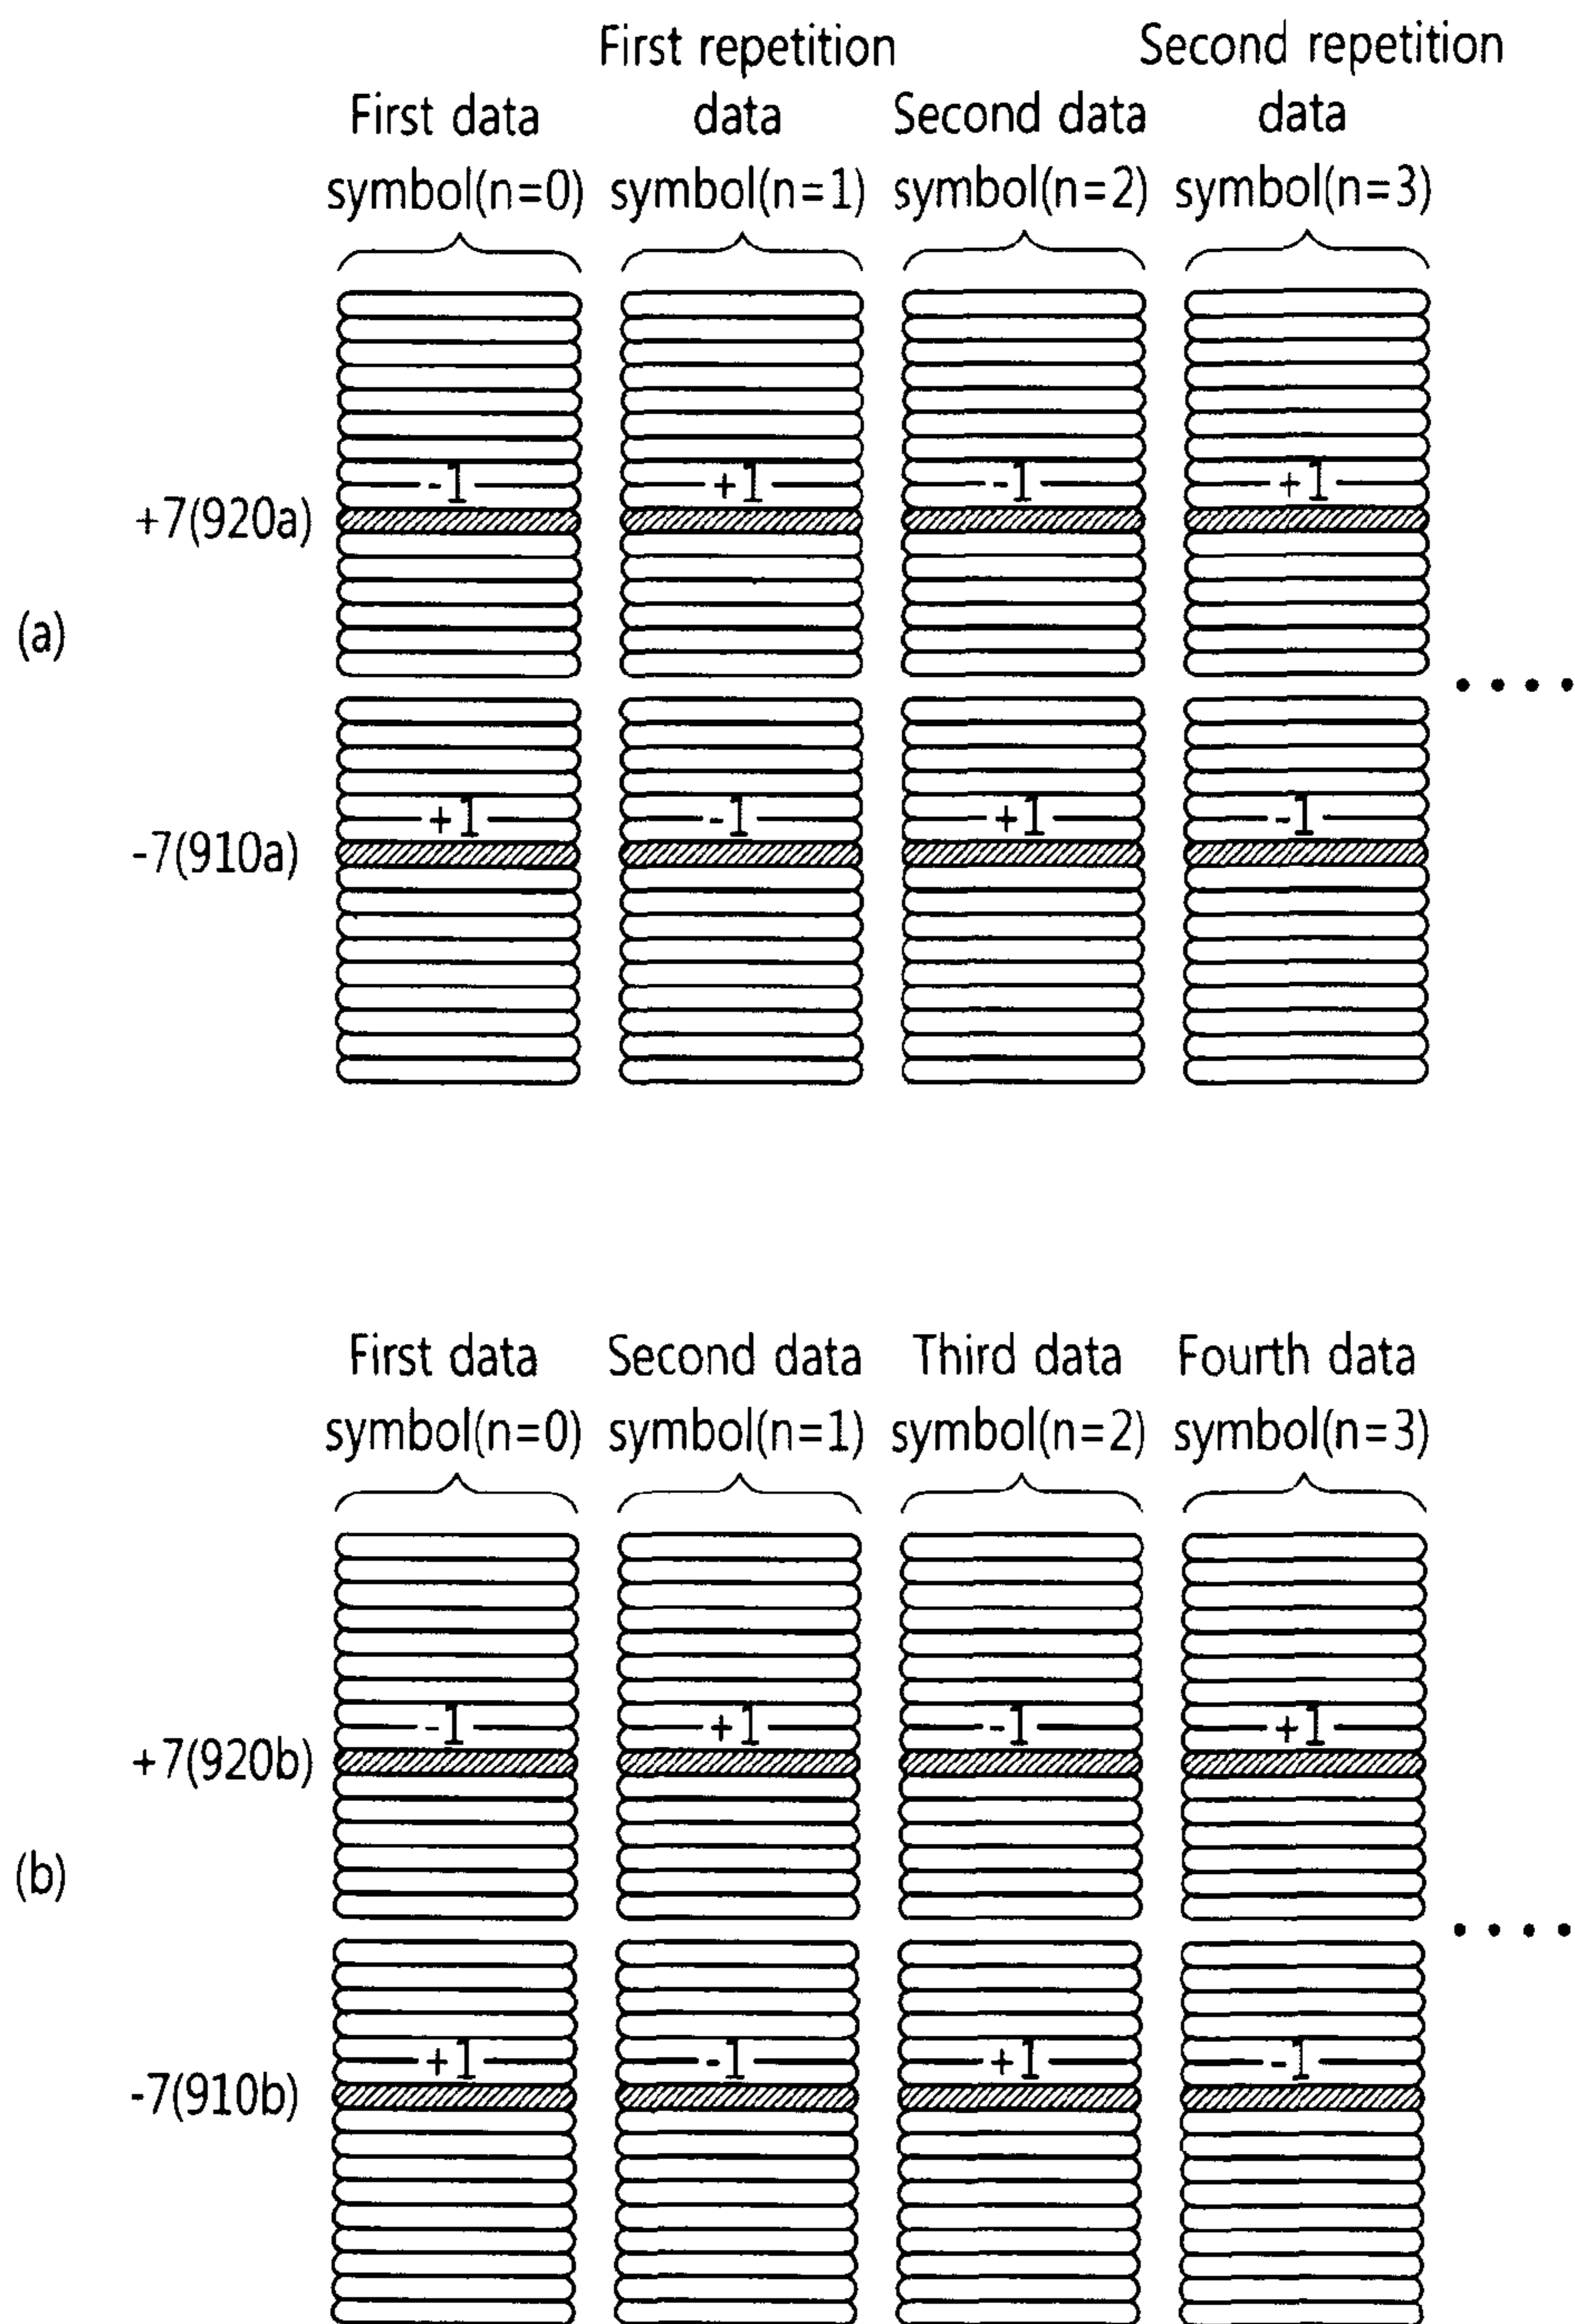 First repetition Second repetition
First data data Second data data
symbol(n=0) symbol(n=1) symbol(n=2) symbol(n=3)
-1 +1 -1 +1
+7(920a)
(a)
+1 -1 +1 -1
-7(910a)
First data Second data Third data Fourth data
symbol(n=0) symbol(n=1) symbol(n=2) symbol(n=3)
-1 +1 -1 +1
+7(920b)
(b)
+1 -1 +1 -1
-7(910b)